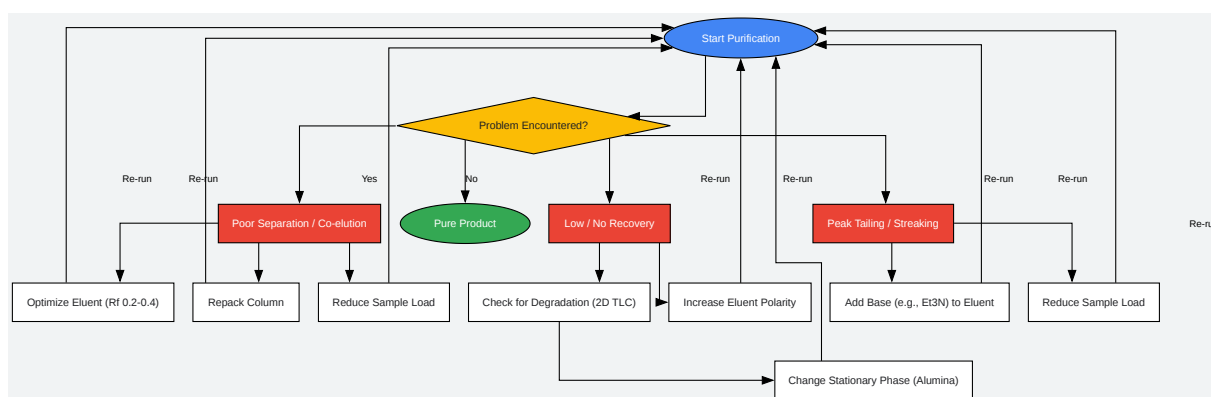 Start Purification
Problem Encountered?
Re-run
Re-run
Yes
No
Re-run
Re-run
Re-run
Re-run
Poor Separation / Co-elution
Pure Product
Low / No Recovery
Peak Tailing / Streaking
Re-ru
Optimize Eluent (Rf 0.2-0.4)
Repack Column
Reduce Sample Load
Check for Degradation (2D TLC)
Increase Eluent Polarity
Add Base (e.g., Et3N) to Eluent
Reduce Sample Load
Change Stationary Phase (Alumina)